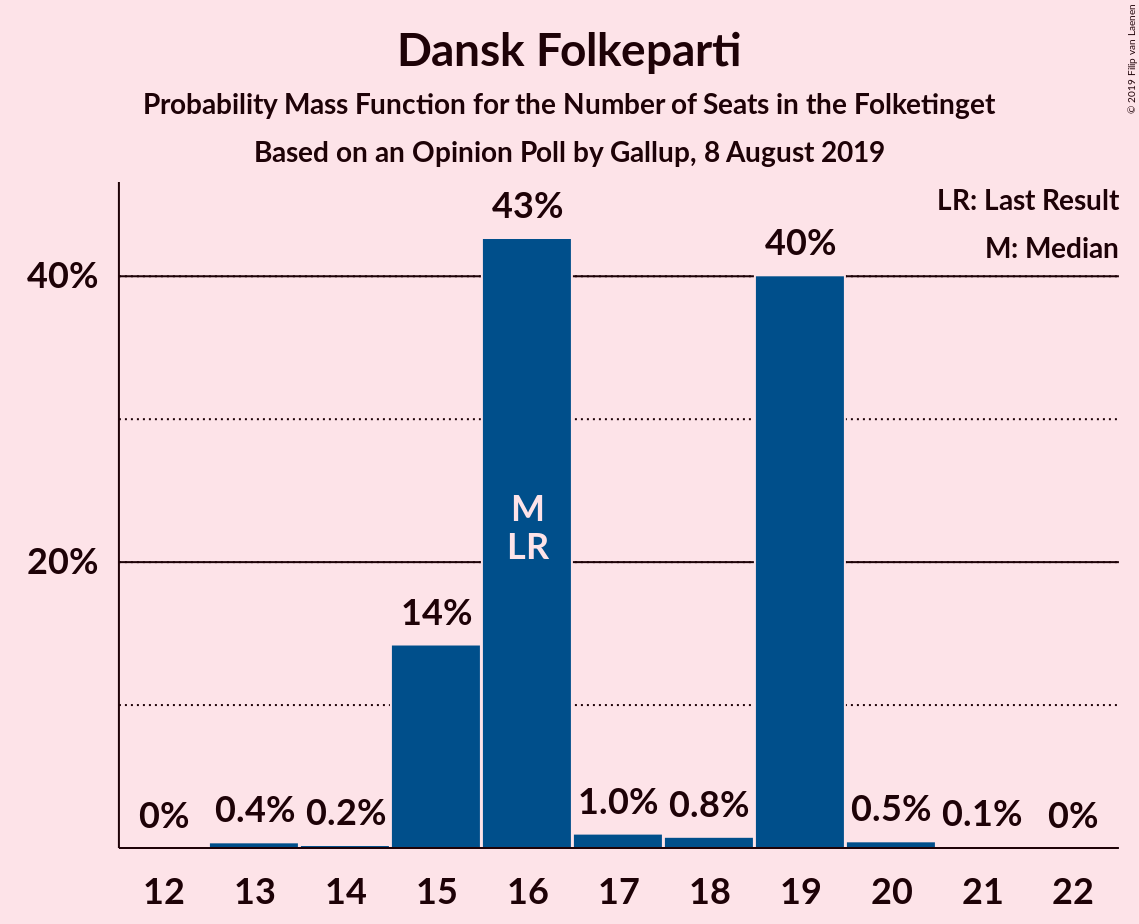 Dansk Folkeparti
Probability Mass Function for the Number of Seats in the Folketinget
Based on an Opinion Poll by Gallup, 8 August 2019
© 2019 Filip van Laenen
LR: Last Result
M: Median
43%
40%
40%
M
LR
20%
14%
0%
0.4%
0.2%
1.0%
0.8%
0.5%
0.1%
0%
12 13 14 15 16 17 18 19 20 21 22